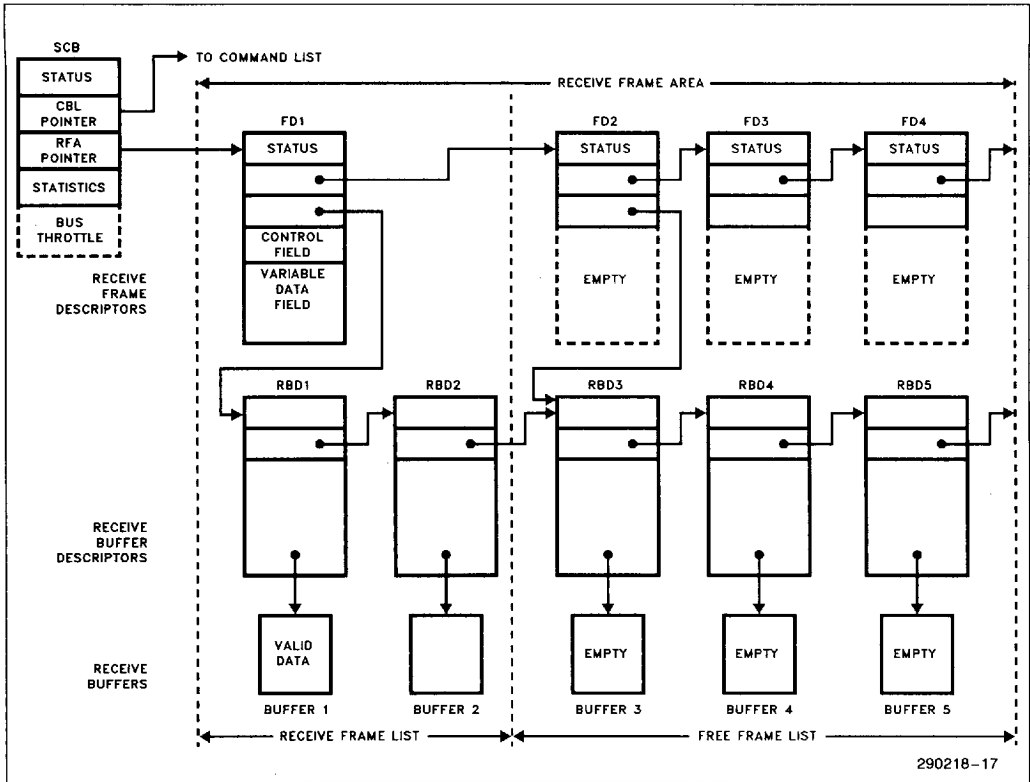 SCB
STATUS
CBL
POINTER
RFA
POINTER
STATISTICS
BUS
THROTTLE
TO COMMAND LIST
RECEIVE FRAME AREA
FD1
STATUS
CONTROL
FIELD
VARIABLE
DATA
FIELD
FD2
STATUS
EMPTY
FD3
STATUS
EMPTY
FD4
STATUS
EMPTY
RECEIVE
FRAME
DESCRIPTORS
RBD1
RBD2
RBD3
RBD4
RBD5
RECEIVE
BUFFER
DESCRIPTORS
RECEIVE
BUFFERS
VALID
DATA
EMPTY
EMPTY
EMPTY
BUFFER 1
BUFFER 2
BUFFER 3
BUFFER 4
BUFFER 5
RECEIVE FRAME LIST
FREE FRAME LIST
290218-17